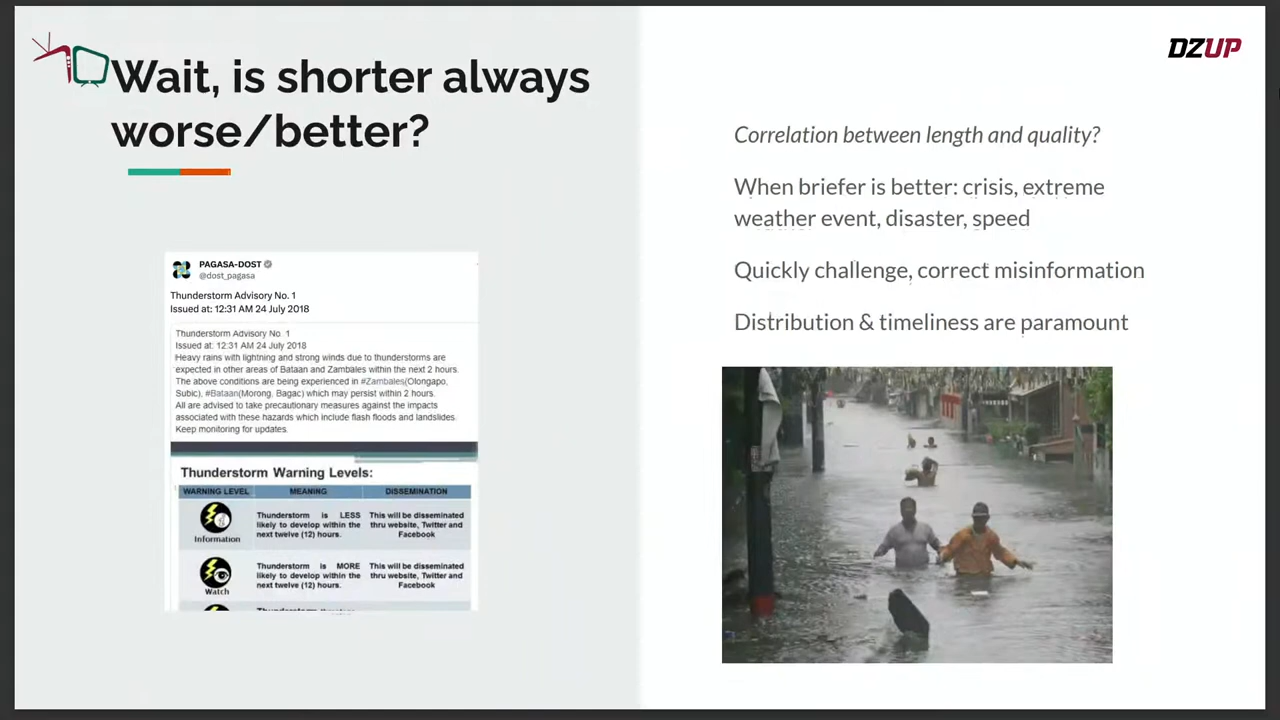 Wait, is shorter always
worse/better?
DZUP
Correlation between length and quality?
When briefer is better: crisis, extreme
weather event, disaster, speed
Quickly challenge, correct misinformation
Distribution & timeliness are paramount
PAGASA-DOST
@dost_pagasa
Thunderstorm Advisory No. 1
Issued at: 12:31 AM 24 July 2018
Thunderstorm Advisory No. 1
Issued at: 12:31 AM 24 July 2018
Heavy rains with lightning and strong winds due to thunderstorms are
expected in other areas of Bataan and Zambales within the next 2 hours.
The above conditions are being experienced in #Zambales(Olongapo,
Subic), #Bataan(Morong, Bagac) which may persist within 2 hours.
All are advised to take precautionary measures against the impacts
associated with these hazards which include flash floods and landslides.
Keep monitoring for updates.
Thunderstorm Warning Levels:
WARNING LEVEL MEANING DISSEMINATION
Information
Thunderstorm is LESS
likely to develop within the
next twelve (12) hours.
This will be disseminated
thru website, Twitter and
Facebook
Watch
Thunderstorm is MORE
likely to develop within the
next twelve (12) hours.
This will be disseminated
thru website, Twitter and
Facebook